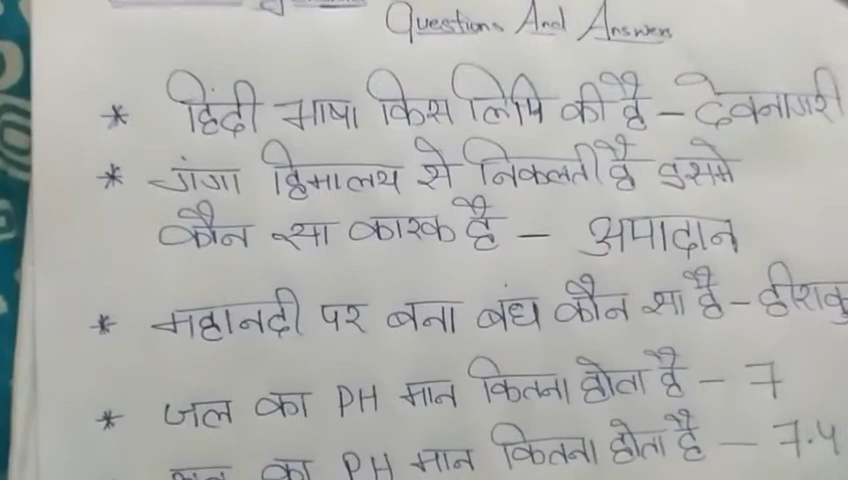 Questions And Answers
* हिंदी भाषा किस लिपि की है - देवनागरी
* गंगा हिमालय से निकलती है इसमे
कौन सा कारक है - अपादान
* महानदी पर बना बंध कौन सा है - हीराकु
* जल का PH मान कितना होता है - 7
का PH मान कितना होता है - 7.4